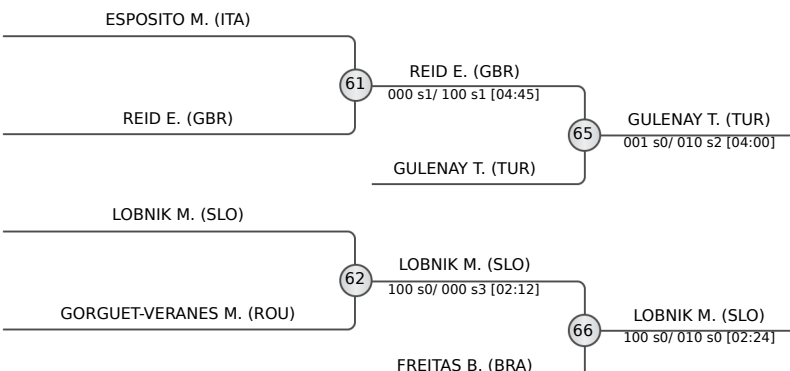 ESPOSITO M. (ITA)
61
REID E. (GBR)
000 s1/ 100 s1 [04:45]
REID E. (GBR)
65
GULENAY T. (TUR)
001 s0/ 010 s2 [04:00]
GULENAY T. (TUR)
LOBNIK M. (SLO)
62
LOBNIK M. (SLO)
100 s0/ 000 s3 [02:12]
GORGUET-VERANES M. (ROU)
66
LOBNIK M. (SLO)
100 s0/ 010 s0 [02:24]
FREITAS B. (BRA)